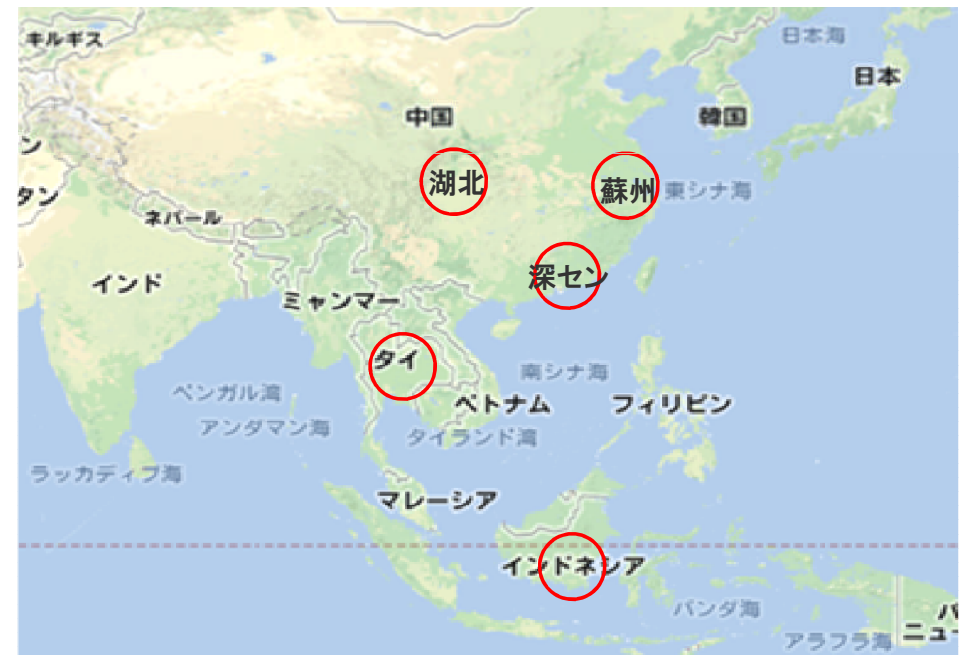 キルギス
日本海
日本
中国
韓国
ン
タン
湖北
蘇州
東シナ海
ネパール
インド
深セン
ミャンマー
タイ
南シナ海
ベンガル湾
ベトナム
フィリピン
アンダマン海
タイランド湾
ラッカディブ海
マレーシア
インドネシア
バンダ海
パ
ニュー
アラフラ海